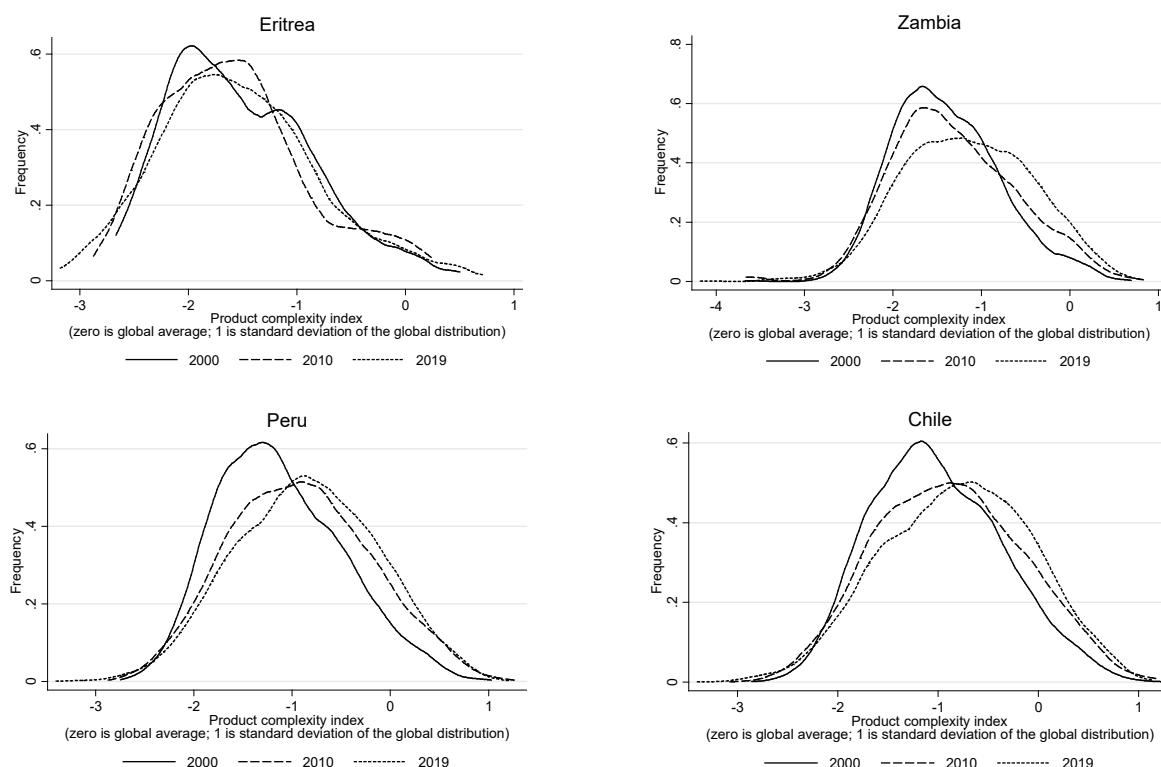 Eritrea
.6
.4
.2
0
Frequency
-3 -2 -1 0 1
Product complexity index
(zero is global average; 1 is standard deviation of the global distribution)
2000 2010 2019
Zambia
.8
.6
.4
.2
0
Frequency
-4 -3 -2 -1 0 1
Product complexity index
(zero is global average; 1 is standard deviation of the global distribution)
2000 2010 2019
Peru
.6
.4
.2
0
Frequency
-3 -2 -1 0 1
Product complexity index
(zero is global average; 1 is standard deviation of the global distribution)
2000 2010 2019
Chile
.6
.4
.2
0
Frequency
-3 -2 -1 0 1
Product complexity index
(zero is global average; 1 is standard deviation of the global distribution)
2000 2010 2019